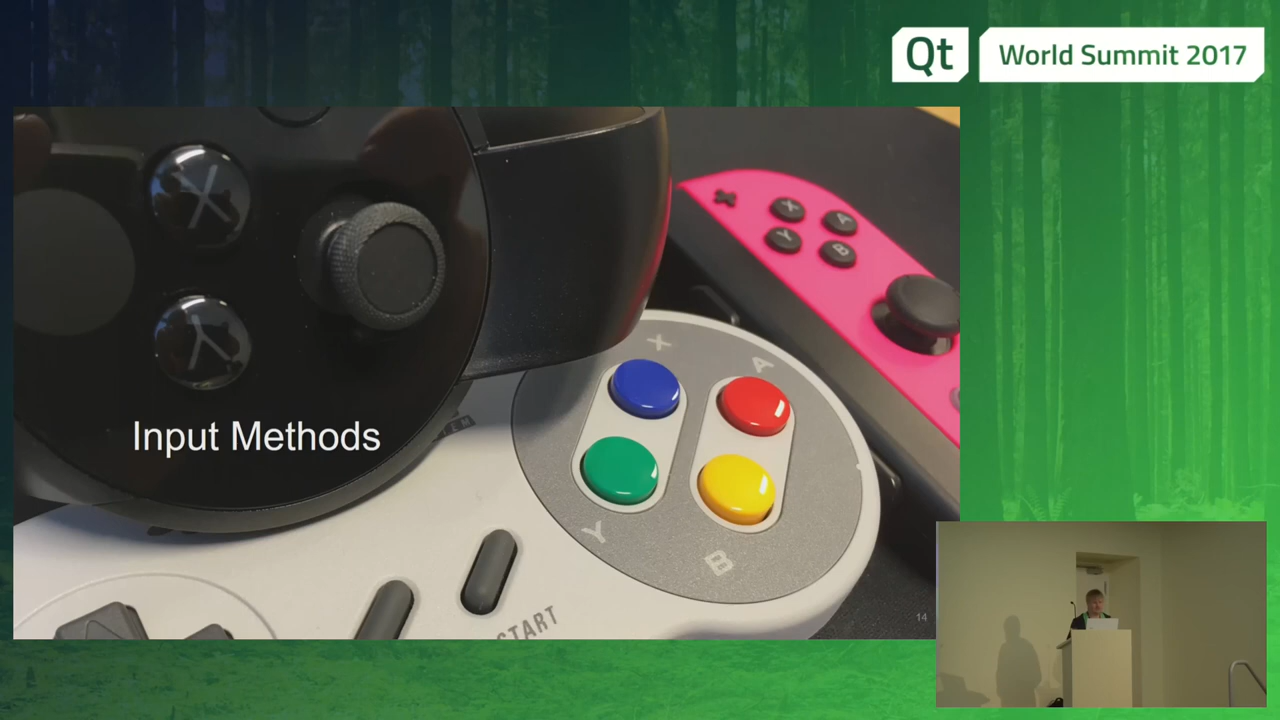 Qt
World Summit 2017
X
Y
Input Methods
X
A
Y
B
X
A
Y
B
START
14